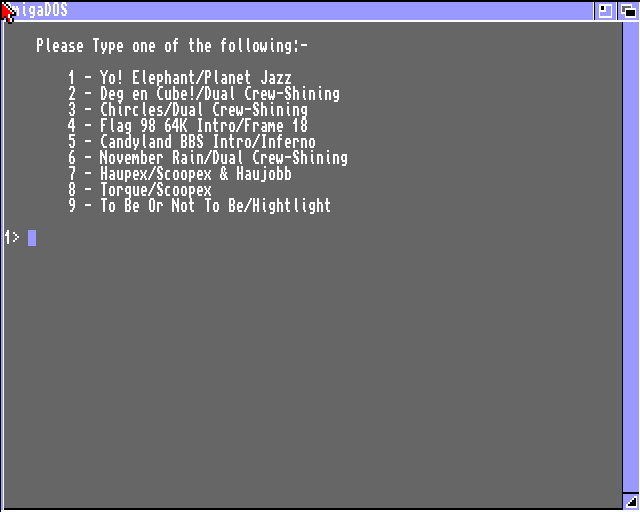 AmigaDOS
Please Type one of the following:-
1 - Yo! Elephant/Planet Jazz
2 - Deg en Cube!/Dual Crew-Shining
3 - Chircles/Dual Crew-Shining
4 - Flag 98 64K Intro/Frame 18
5 - Candyland BBS Intro/Inferno
6 - November Rain/Dual Crew-Shining
7 - Haupex/Scoopex & Haujobb
8 - Torque/Scoopex
9 - To Be Or Not To Be/Hightlight
1>